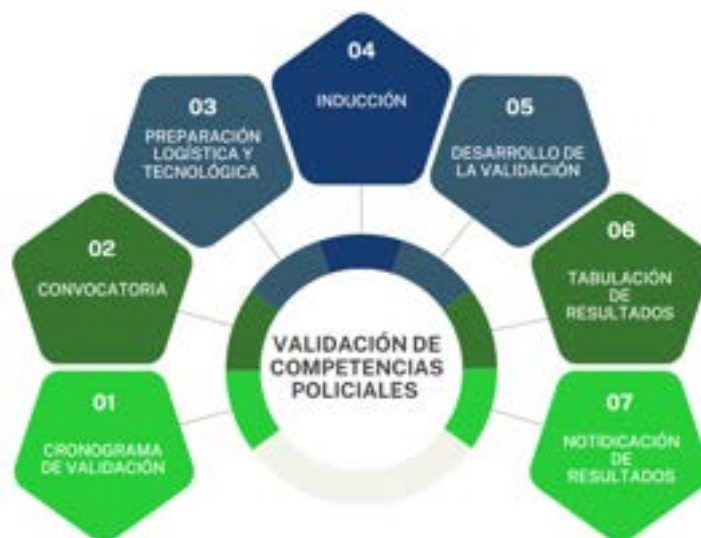 04
INDUCCIÓN
03
PREPARACIÓN
LOGÍSTICA Y
TECNOLÓGICA
05
DESARROLLO DE
LA VALIDACIÓN
02
CONVOCATORIA
06
TABULACIÓN
DE
RESULTADOS
VALIDACIÓN DE
COMPETENCIAS
POLICIALES
01
CRONOGRAMA
DE VALIDACIÓN
07
NOTIDICACIÓN
DE
RESULTADOS